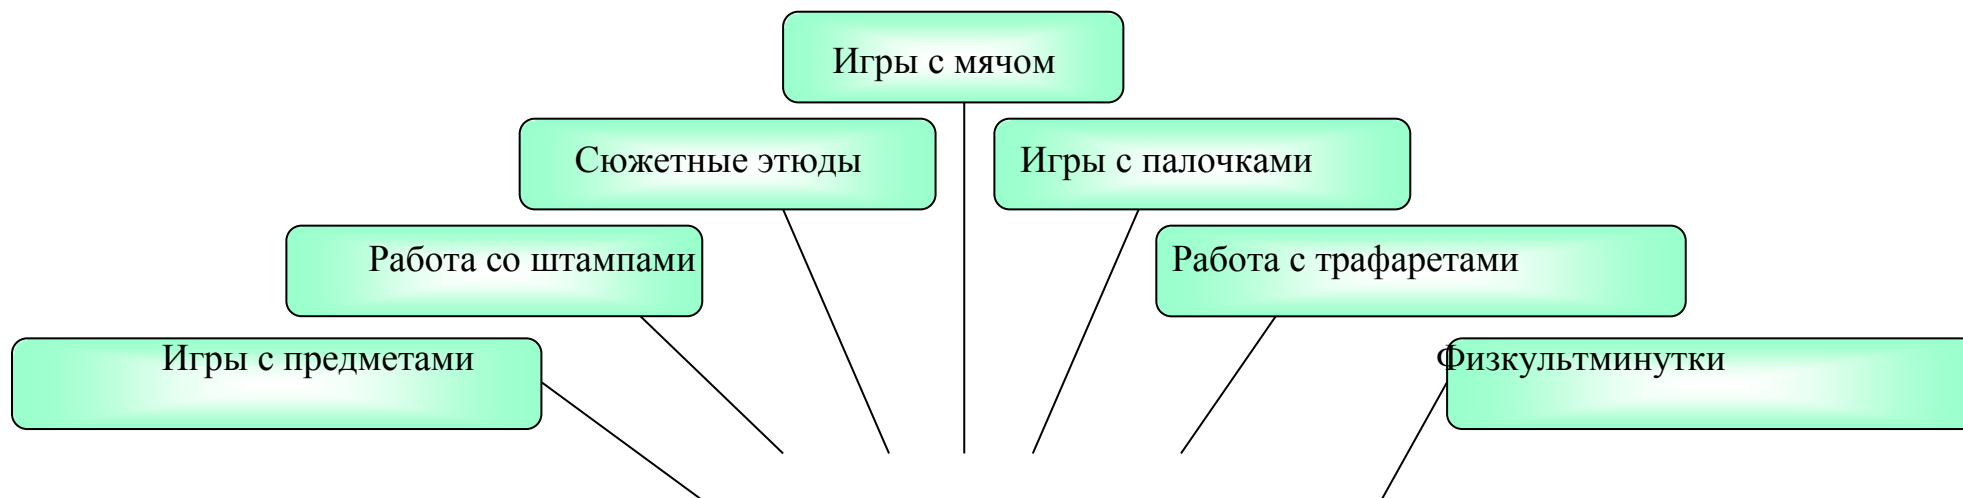 Игры с мячом
Сюжетные этюды
Игры с палочками
Работа со штампами
Работа с трафаретами
Игры с предметами
Физкультминутки